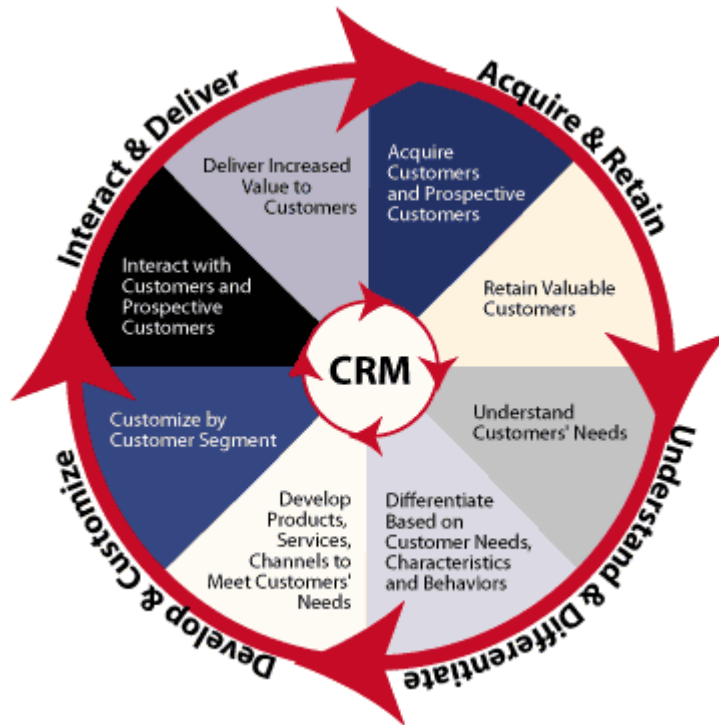 Acquire & Retain
Acquire
Customers
and Prospective
Customers
Retain Valuable
Customers
Understand & Differentiate
Understand
Customers' Needs
Differentiate
Based on
Customer Needs,
Characteristics
and Behaviors
Develop & Customize
Develop
Products,
Services,
Channels to
Meet Customers'
Needs
Customize by
Customer Segment
Interact & Deliver
Interact with
Customers and
Prospective
Customers
Deliver Increased
Value to
Customers
CRM